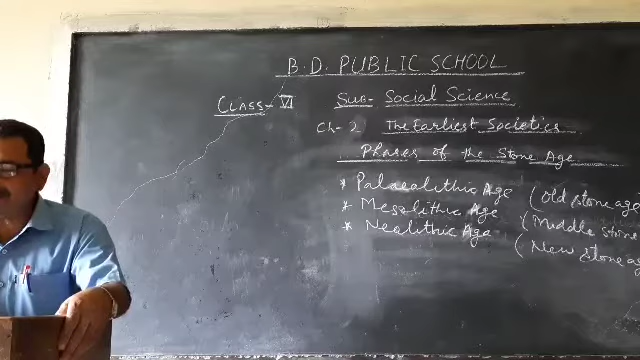 B.D. PUBLIC SCHOOL
CLASS- VI Sub- Social Science
Ch- 2 The Earliest Societies
Phases of the Stone Age
* Palaeolithic Age (Old stone age
* Mesolithic Age (Middle stone
* Neolithic Age (New stone ag